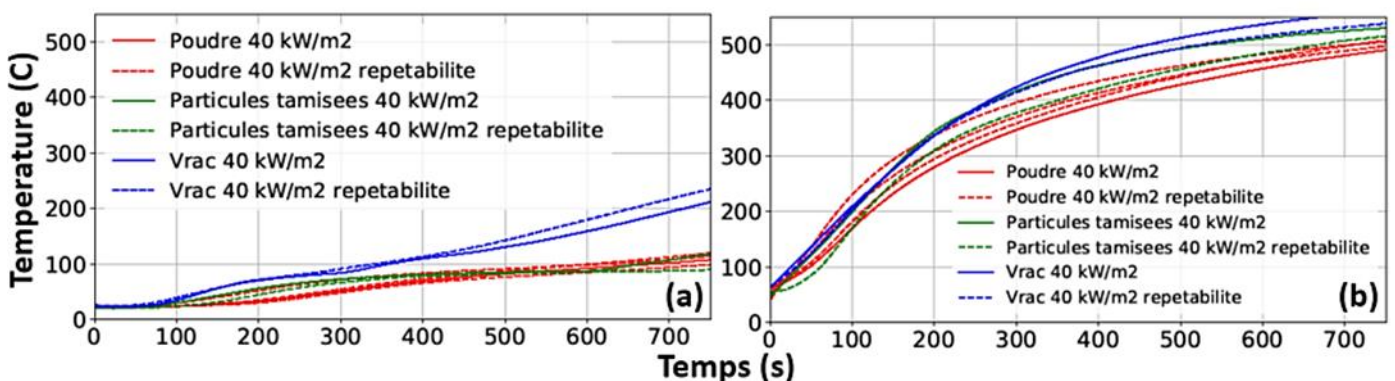 Temperature (C)
500
400
300
200
100
0
Poudre 40 kW/m2
Poudre 40 kW/m2 repetabilite
Particules tamisees 40 kW/m2
Particules tamisees 40 kW/m2 repetabilite
Vrac 40 kW/m2
Vrac 40 kW/m2 repetabilite
(a)
0 100 200 300 400 500 600 700
500
400
300
200
100
0
Poudre 40 kW/m2
Poudre 40 kW/m2 repetabilite
Particules tamisees 40 kW/m2
Particules tamisees 40 kW/m2 repetabilite
Vrac 40 kW/m2
Vrac 40 kW/m2 repetabilite
(b)
0 100 200 300 400 500 600 700
Temps (s)